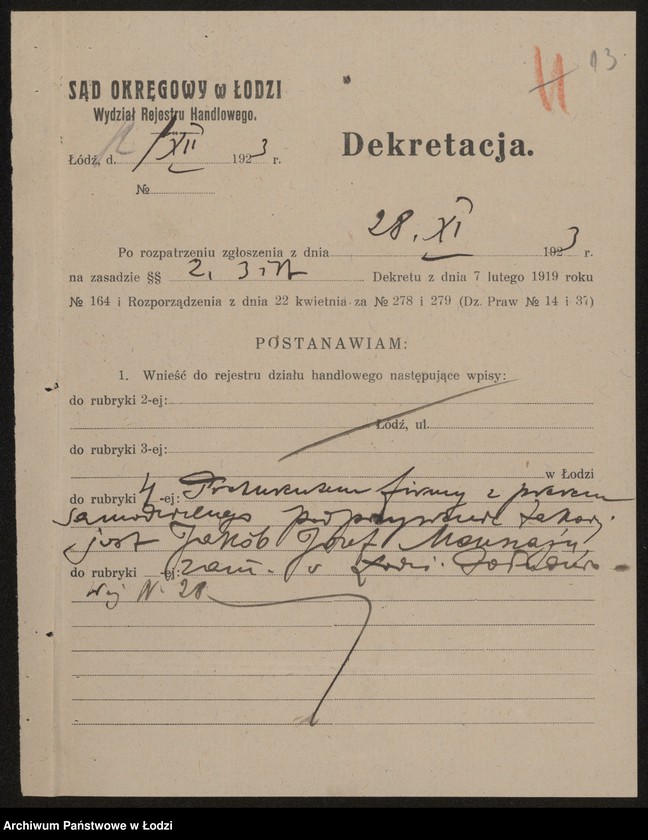 13
SĄD OKRĘGOWY w ŁODZI
Wydział Rejestru Handlowego.
Łódź, d. 1/XII 1923 r.
Dekretacja.
№
Po rozpatrzeniu zgłoszenia z dnia 28. XI 1923 r.
na zasadzie §§ 2, 3 i Dekretu z dnia 7 lutego 1919 roku
№ 164 i Rozporządzenia z dnia 22 kwietnia za № 278 i 279 (Dz. Praw № 14 i 37)
POSTANAWIAM:
1. Wnieść do rejestru działu handlowego następujące wpisy:
do rubryki 2-ej:
Łódź, ul.
do rubryki 3-ej:
w Łodzi
do rubryki 4-ej: Prokurentem firmy z prawem
samodzielnego podpisywania
jest Jakób Józef
do rubryki -ej: zam. w Łodzi.
N. 28
Archiwum Państwowe w Łodzi